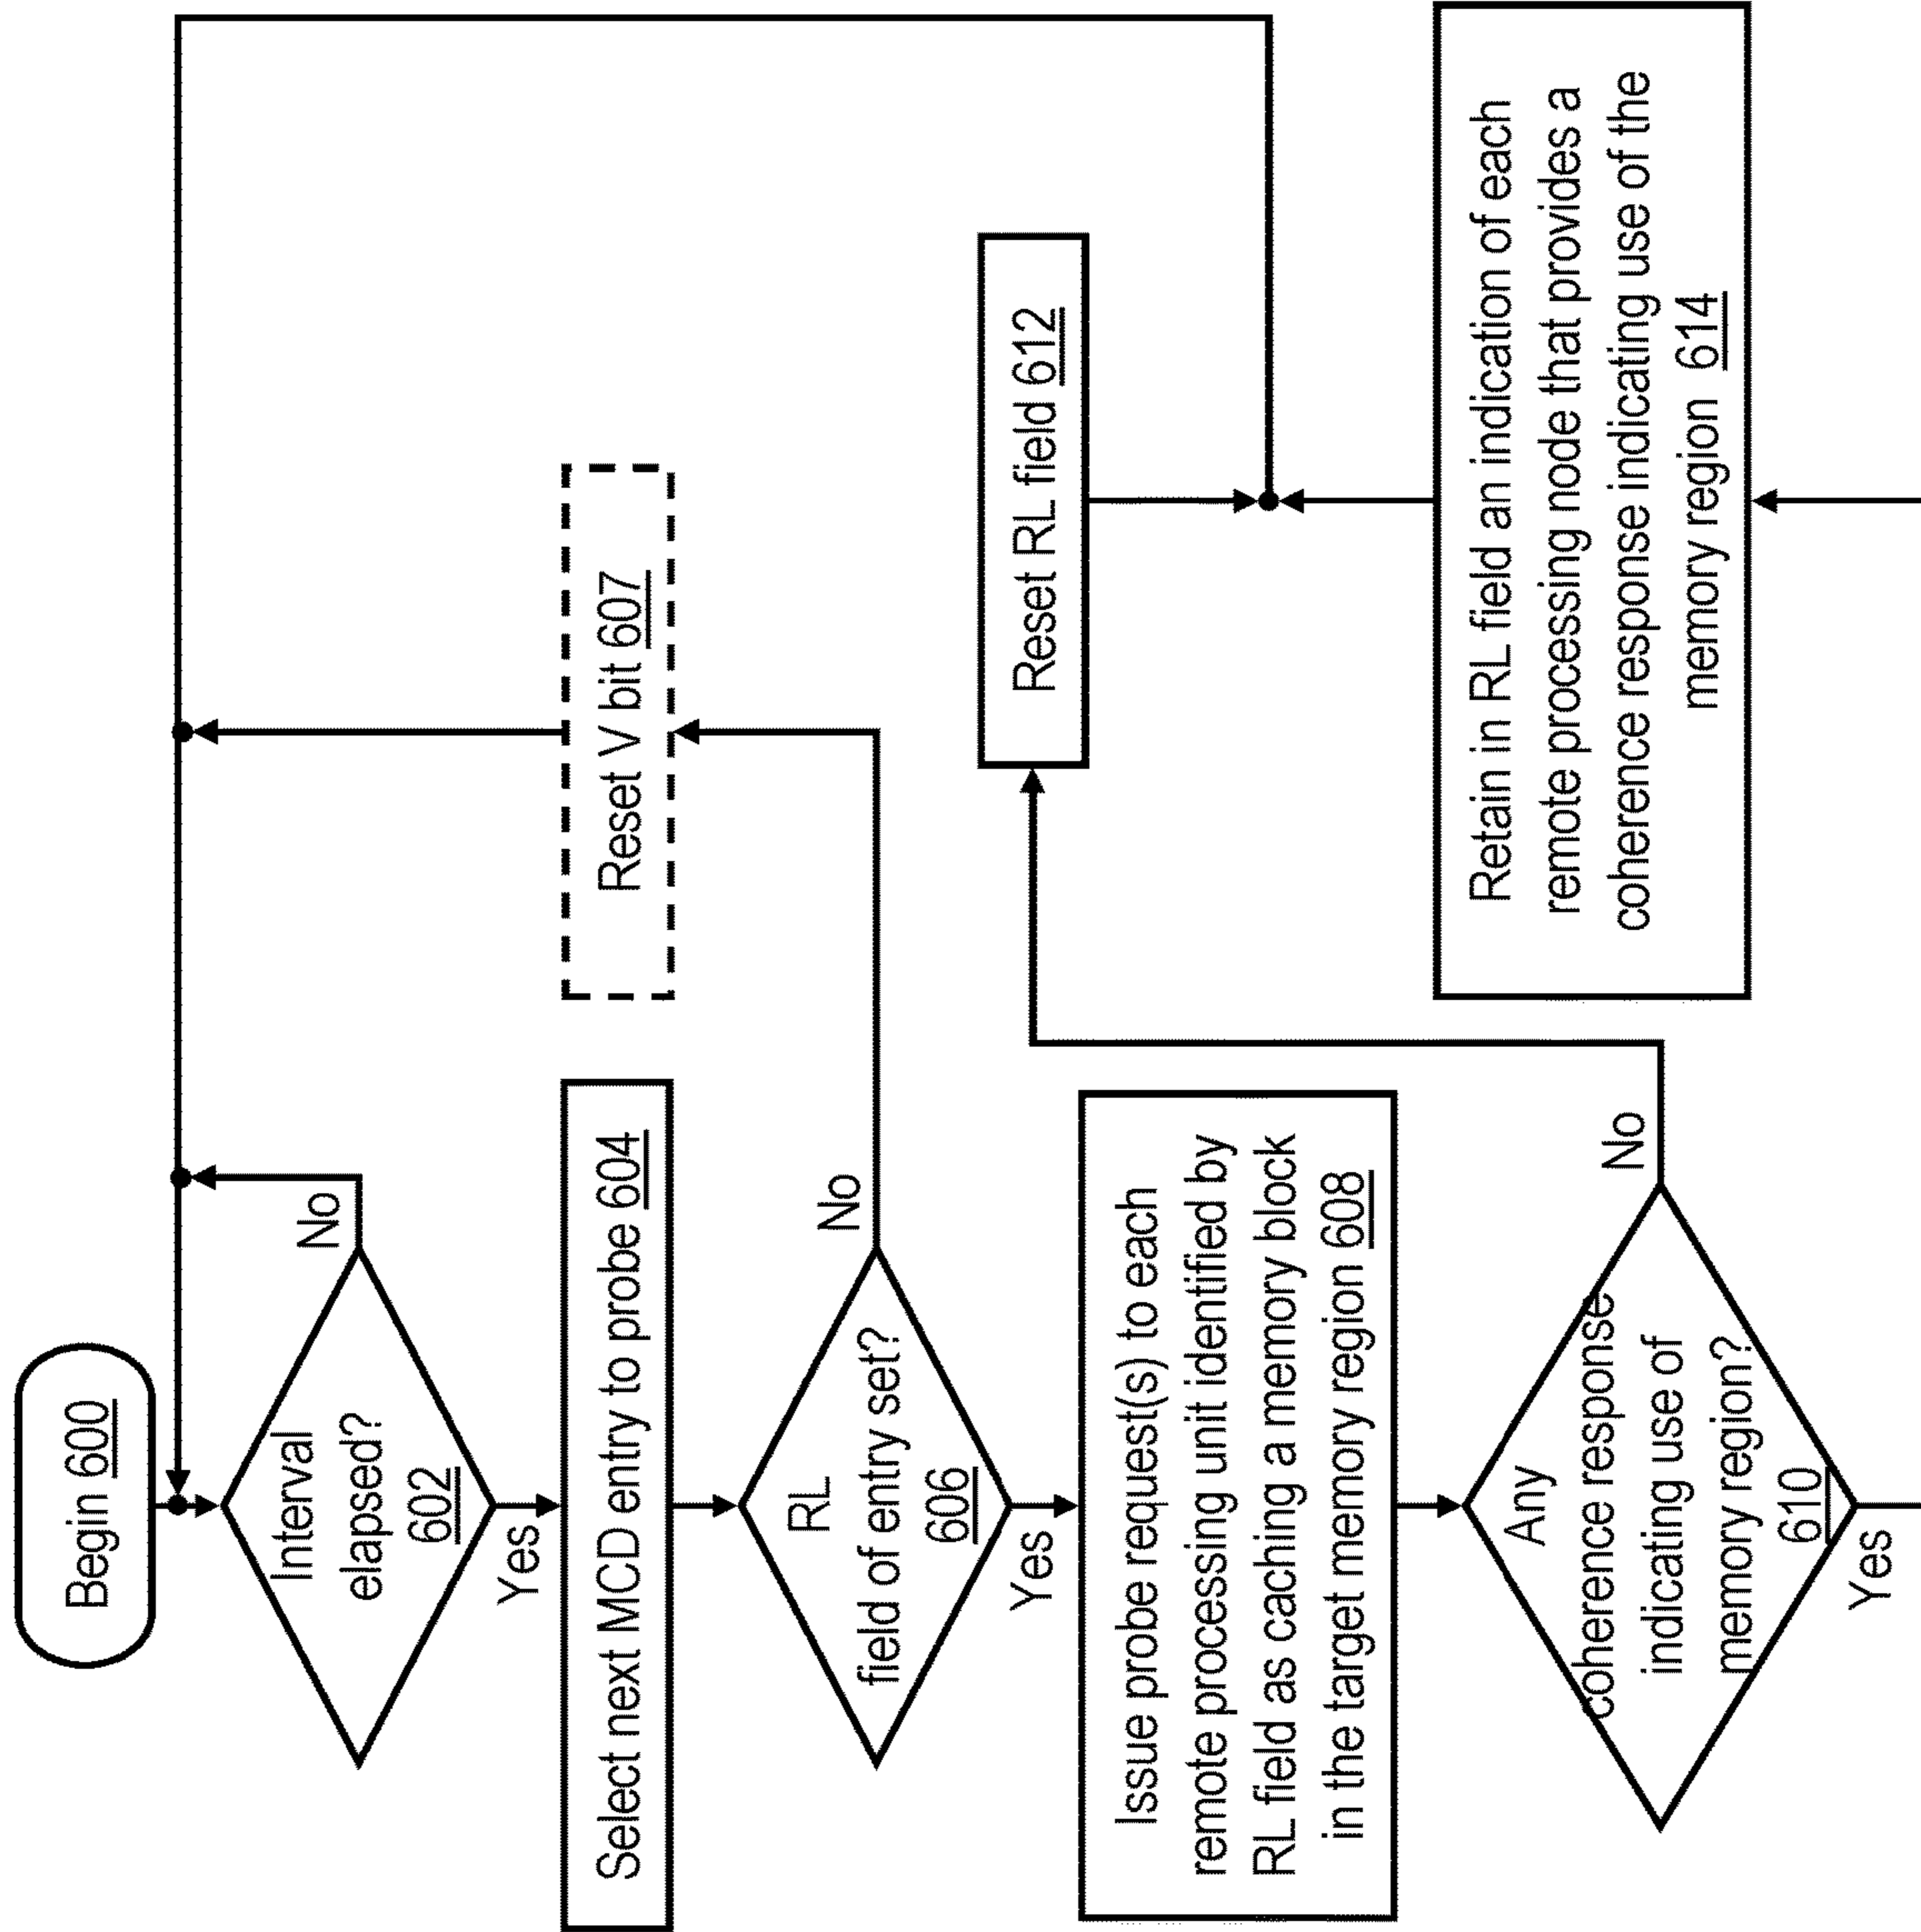 Begin 600
Interval
elapsed?
602
No
Yes
Select next MCD entry to probe 604
RL
field of entry set?
606
No
Yes
Reset V bit 607
Issue probe request(s) to each
remote processing unit identified by
RL field as caching a memory block
in the target memory region 608
Any
coherence response
indicating use of
memory region?
610
No
Yes
Reset RL field 612
Retain in RL field an indication of each
remote processing node that provides a
coherence response indicating use of the
memory region 614